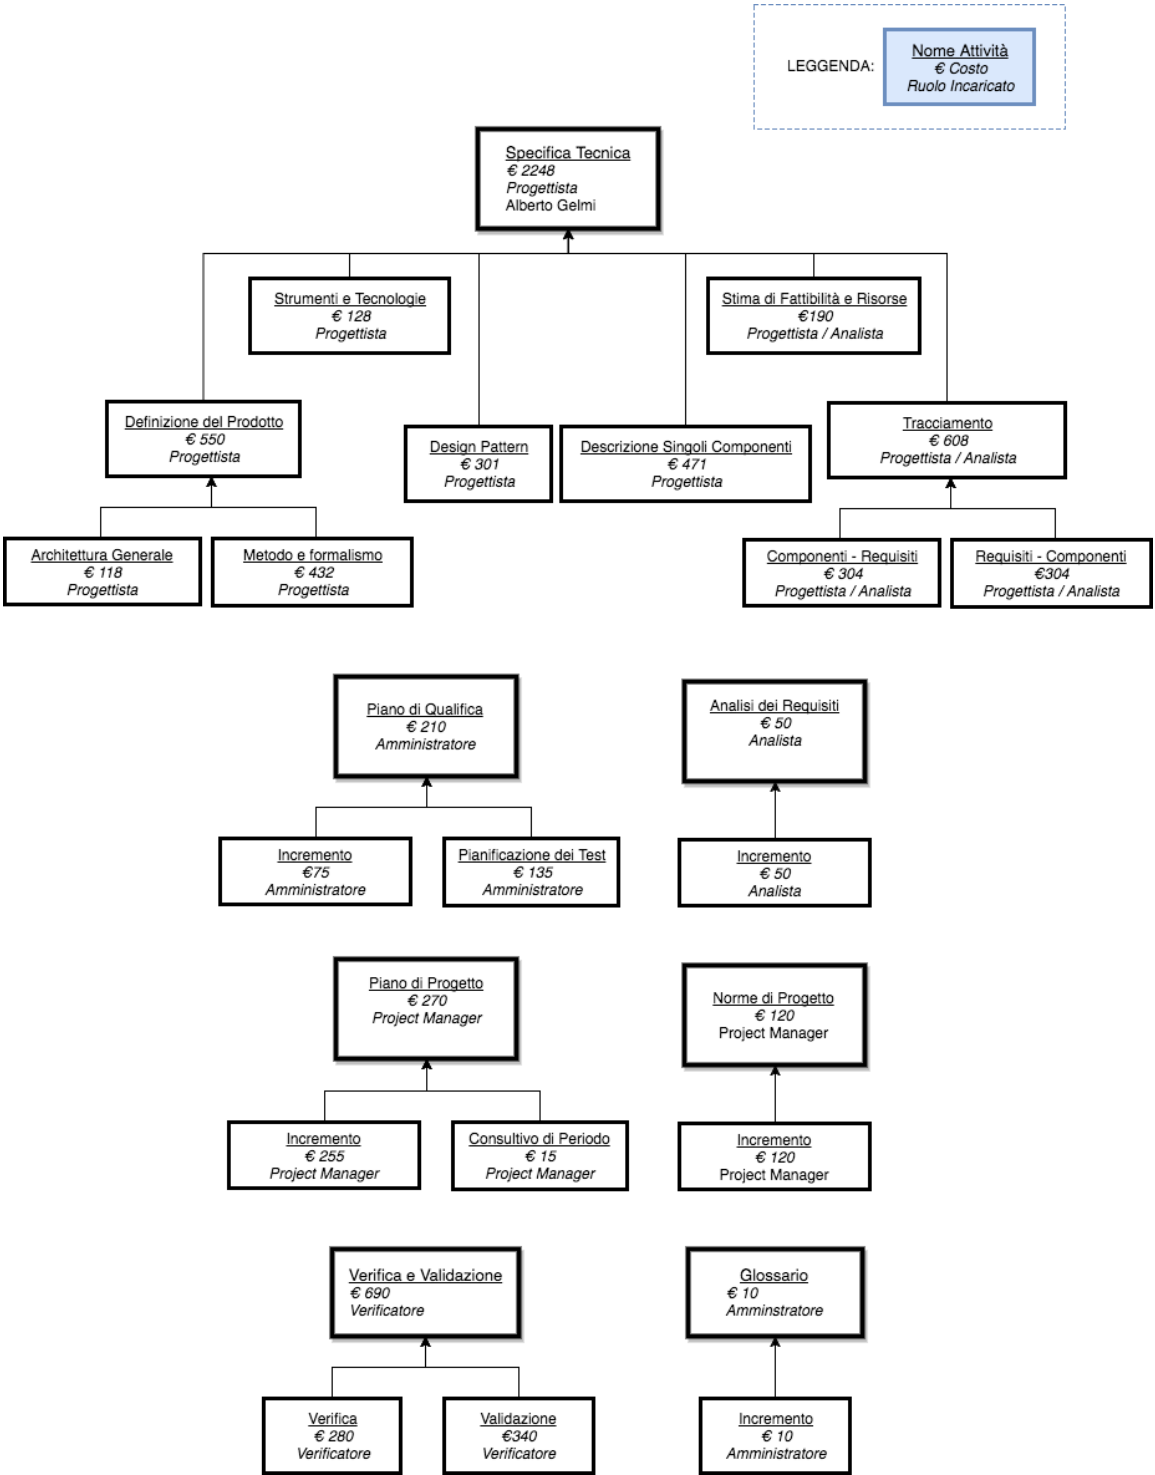 LEGGENDA:
Nome Attività
€ Costo
Ruolo Incaricato
Specifica Tecnica
€ 2248
Progettista
Alberto Gelmi
Strumenti e Tecnologie
€ 128
Progettista
Stima di Fattibilità e Risorse
€190
Progettista / Analista
Definizione del Prodotto
€ 550
Progettista
Design Pattern
€ 301
Progettista
Descrizione Singoli Componenti
€ 471
Progettista
Tracciamento
€ 608
Progettista / Analista
Architettura Generale
€ 118
Progettista
Metodo e formalismo
€ 432
Progettista
Componenti - Requisiti
€ 304
Progettista / Analista
Requisiti - Componenti
€304
Progettista / Analista
Piano di Qualifica
€ 210
Amministratore
Analisi dei Requisiti
€ 50
Analista
Incremento
€75
Amministratore
Pianificazione dei Test
€ 135
Amministratore
Incremento
€ 50
Analista
Piano di Progetto
€ 270
Project Manager
Norme di Progetto
€ 120
Project Manager
Incremento
€ 255
Project Manager
Consultivo di Periodo
€ 15
Project Manager
Incremento
€ 120
Project Manager
Verifica e Validazione
€ 690
Verificatore
Glossario
€ 10
Amminstratore
Verifica
€ 280
Verificatore
Validazione
€340
Verificatore
Incremento
€ 10
Amministratore